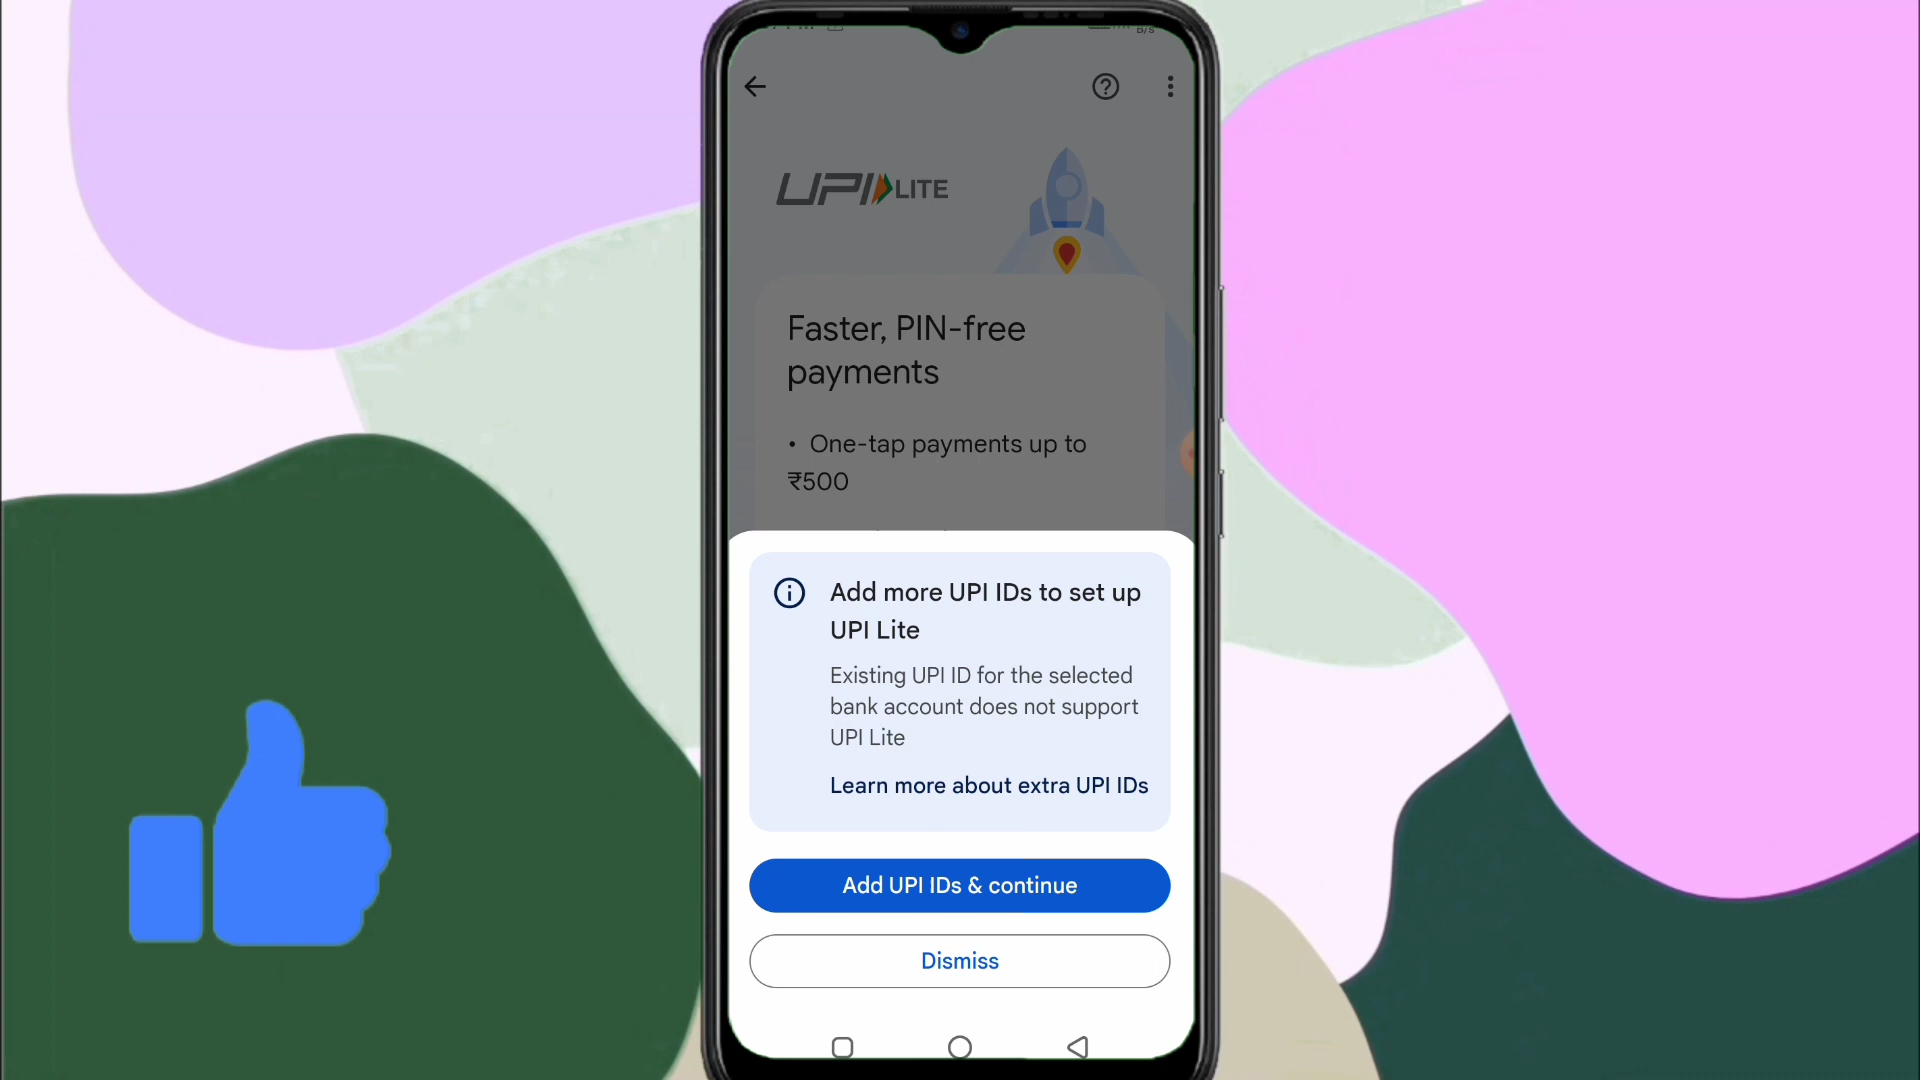 B/s
UPI LITE
Faster, PIN-free
payments
• One-tap payments up to
₹500
Add more UPI IDs to set up
UPI Lite
Existing UPI ID for the selected
bank account does not support
UPI Lite
Learn more about extra UPI IDs
Add UPI IDs & continue
Dismiss